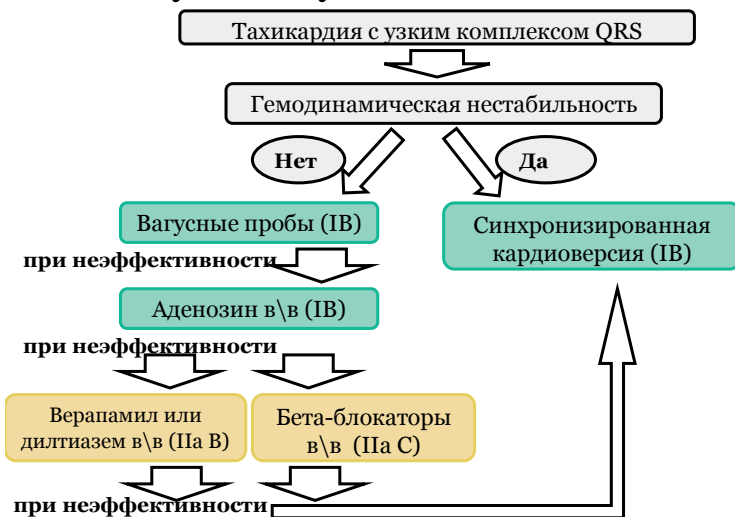 Тахикардия с узким комплексом QRS
Гемодинамическая нестабильность
Нет
Да
Вагусные пробы (IB)
Синхронизированная
кардиоверсия (IB)
при неэффективности
Аденозин в\в (IB)
при неэффективности
Верапамил или
дилтиазем в\в (IIa B)
Бета-блокаторы
в\в (IIa C)
при неэффективности